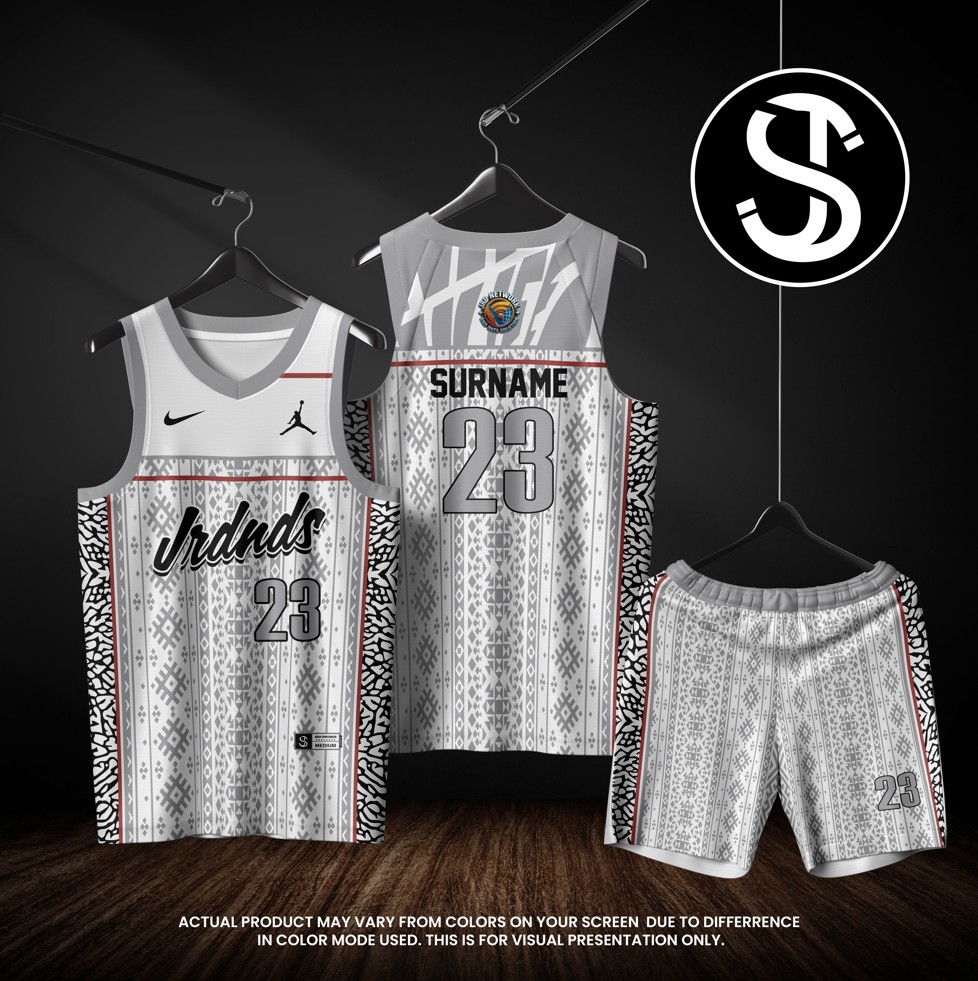 SURNAME
23
Jrdnds
23
MEDIUM
23
ACTUAL PRODUCT MAY VARY FROM COLORS ON YOUR SCREEN DUE TO DIFFERRENCE
IN COLOR MODE USED. THIS IS FOR VISUAL PRESENTATION ONLY.